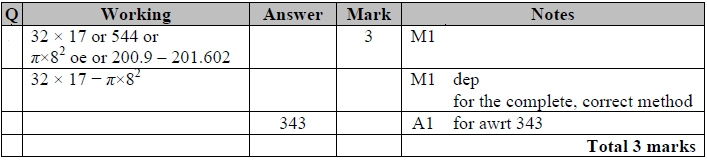 Q Working Answer Mark Notes
32 × 17 or 544 or 3 M1
π×8² oe or 200.9 – 201.602
32 × 17 − π×8² M1 dep
for the complete, correct method
343 A1 for awrt 343
Total 3 marks